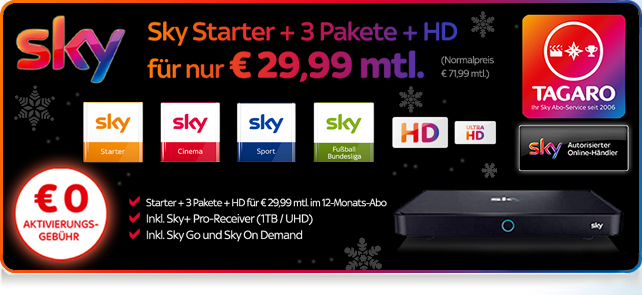 sky
Sky Starter + 3 Pakete + HD
für nur € 29,99 mtl.
(Normalpreis
€ 71,99 mtl.)
TAGARO
Ihr Sky Abo-Service seit 2006
sky
Starter
sky
Cinema
sky
Sport
sky
Fußball
Bundesliga
HD
ULTRA
HD
sky
Autorisierter
Online-Händler
€ 0
AKTIVIERUNGS-
GEBÜHR
Starter + 3 Pakete + HD für € 29,99 mtl. im 12-Monats-Abo
Inkl. Sky+ Pro-Receiver (1TB / UHD)
Inkl. Sky Go und Sky On Demand
sky
sky